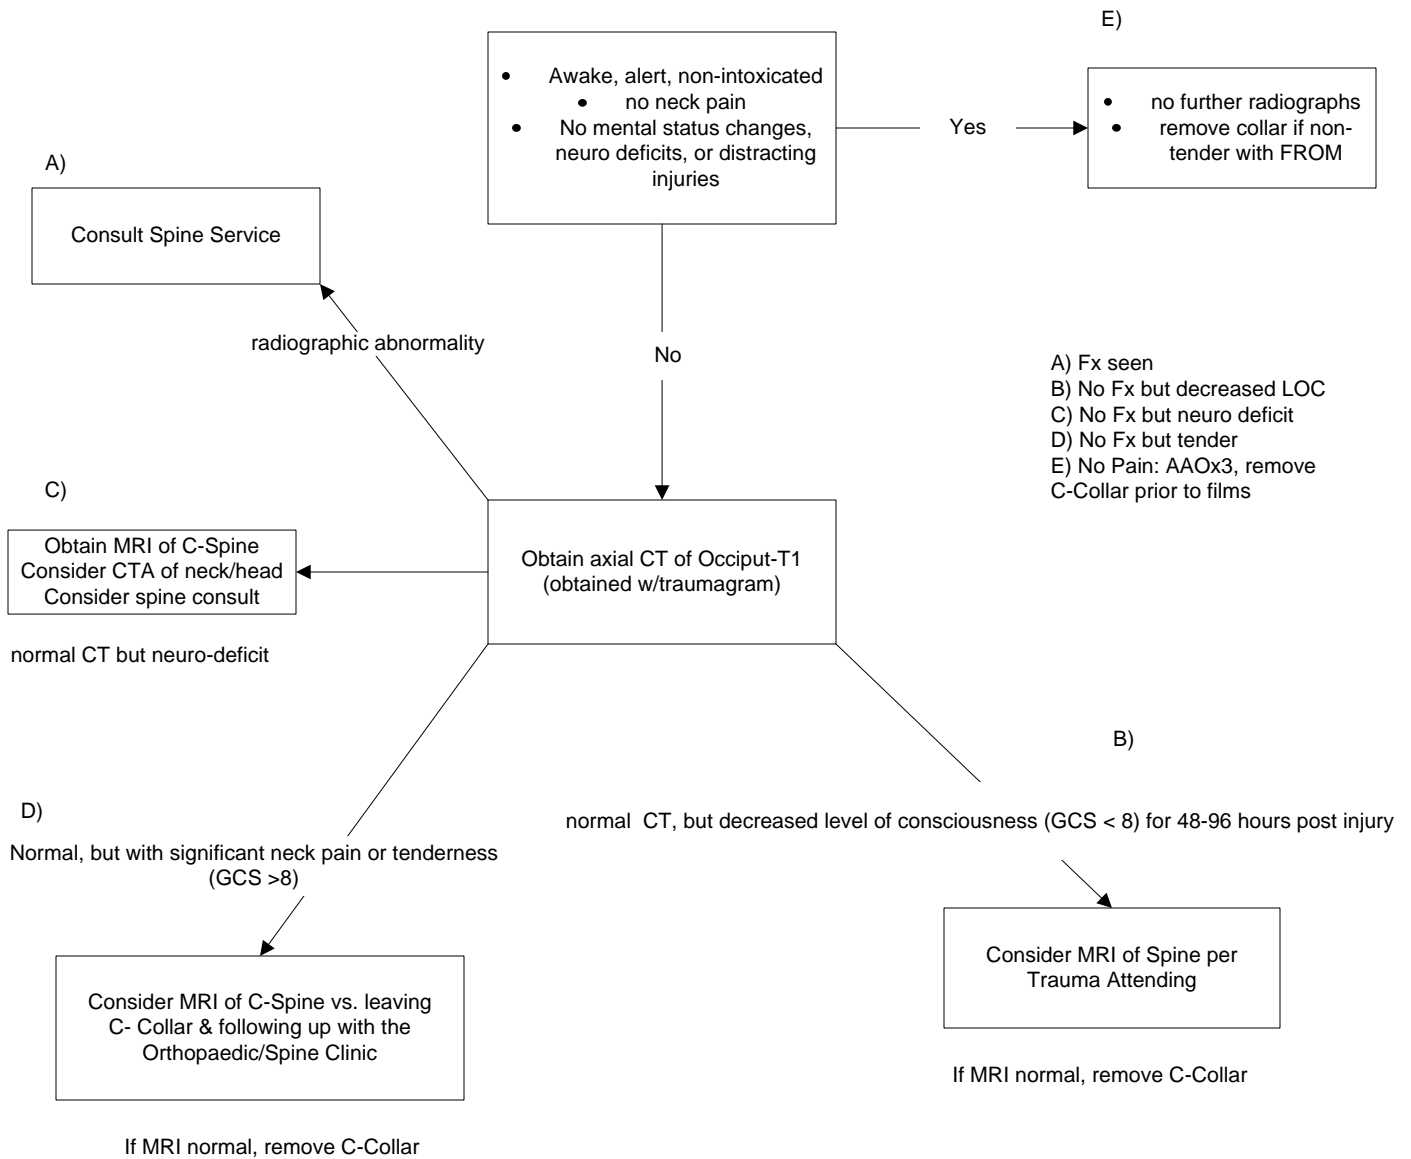 E)
• Awake, alert, non-intoxicated
• no neck pain
• No mental status changes,
neuro deficits, or distracting
injuries
Yes
• no further radiographs
• remove collar if non-
tender with FROM
A)
Consult Spine Service
radiographic abnormality
No
A) Fx seen
B) No Fx but decreased LOC
C) No Fx but neuro deficit
D) No Fx but tender
E) No Pain: AAOx3, remove
C-Collar prior to films
C)
Obtain MRI of C-Spine
Consider CTA of neck/head
Consider spine consult
normal CT but neuro-deficit
Obtain axial CT of Occiput-T1
(obtained w/traumagram)
B)
normal  CT, but decreased level of consciousness (GCS < 8) for 48-96 hours post injury
Consider MRI of Spine per
Trauma Attending
If MRI normal, remove C-Collar
D)
Normal, but with significant neck pain or tenderness
(GCS >8)
Consider MRI of C-Spine vs. leaving
C- Collar & following up with the
Orthopaedic/Spine Clinic
If MRI normal, remove C-Collar